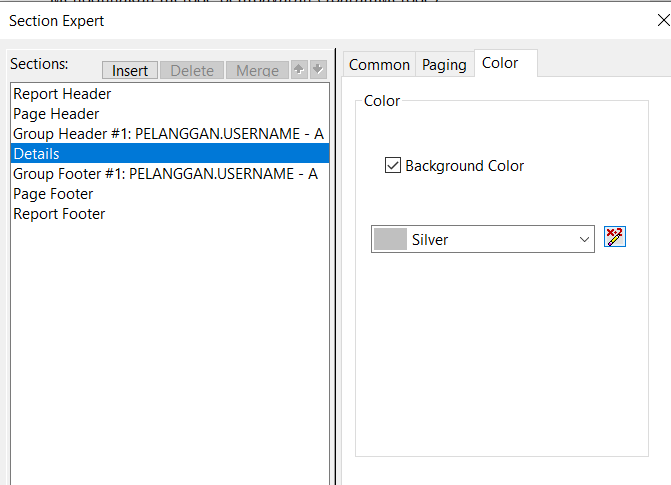 Section Expert
Sections:
Insert
Delete
Merge
Report Header
Page Header
Group Header #1: PELANGGAN.USERNAME - A
Details
Group Footer #1: PELANGGAN.USERNAME - A
Page Footer
Report Footer
Common
Paging
Color
Color
Background Color
Silver
X-2